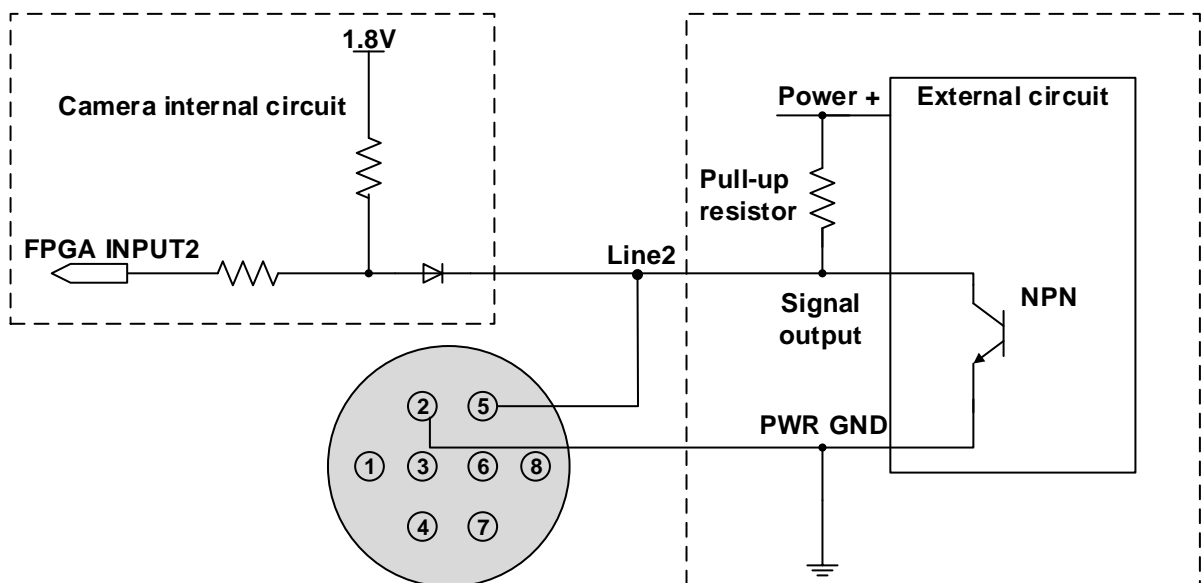 1.8V
Camera internal circuit
FPGA INPUT2
Line2
Power +
External circuit
Pull-up
resistor
Signal
output
NPN
PWR GND
2
5
1
3
6
8
4
7